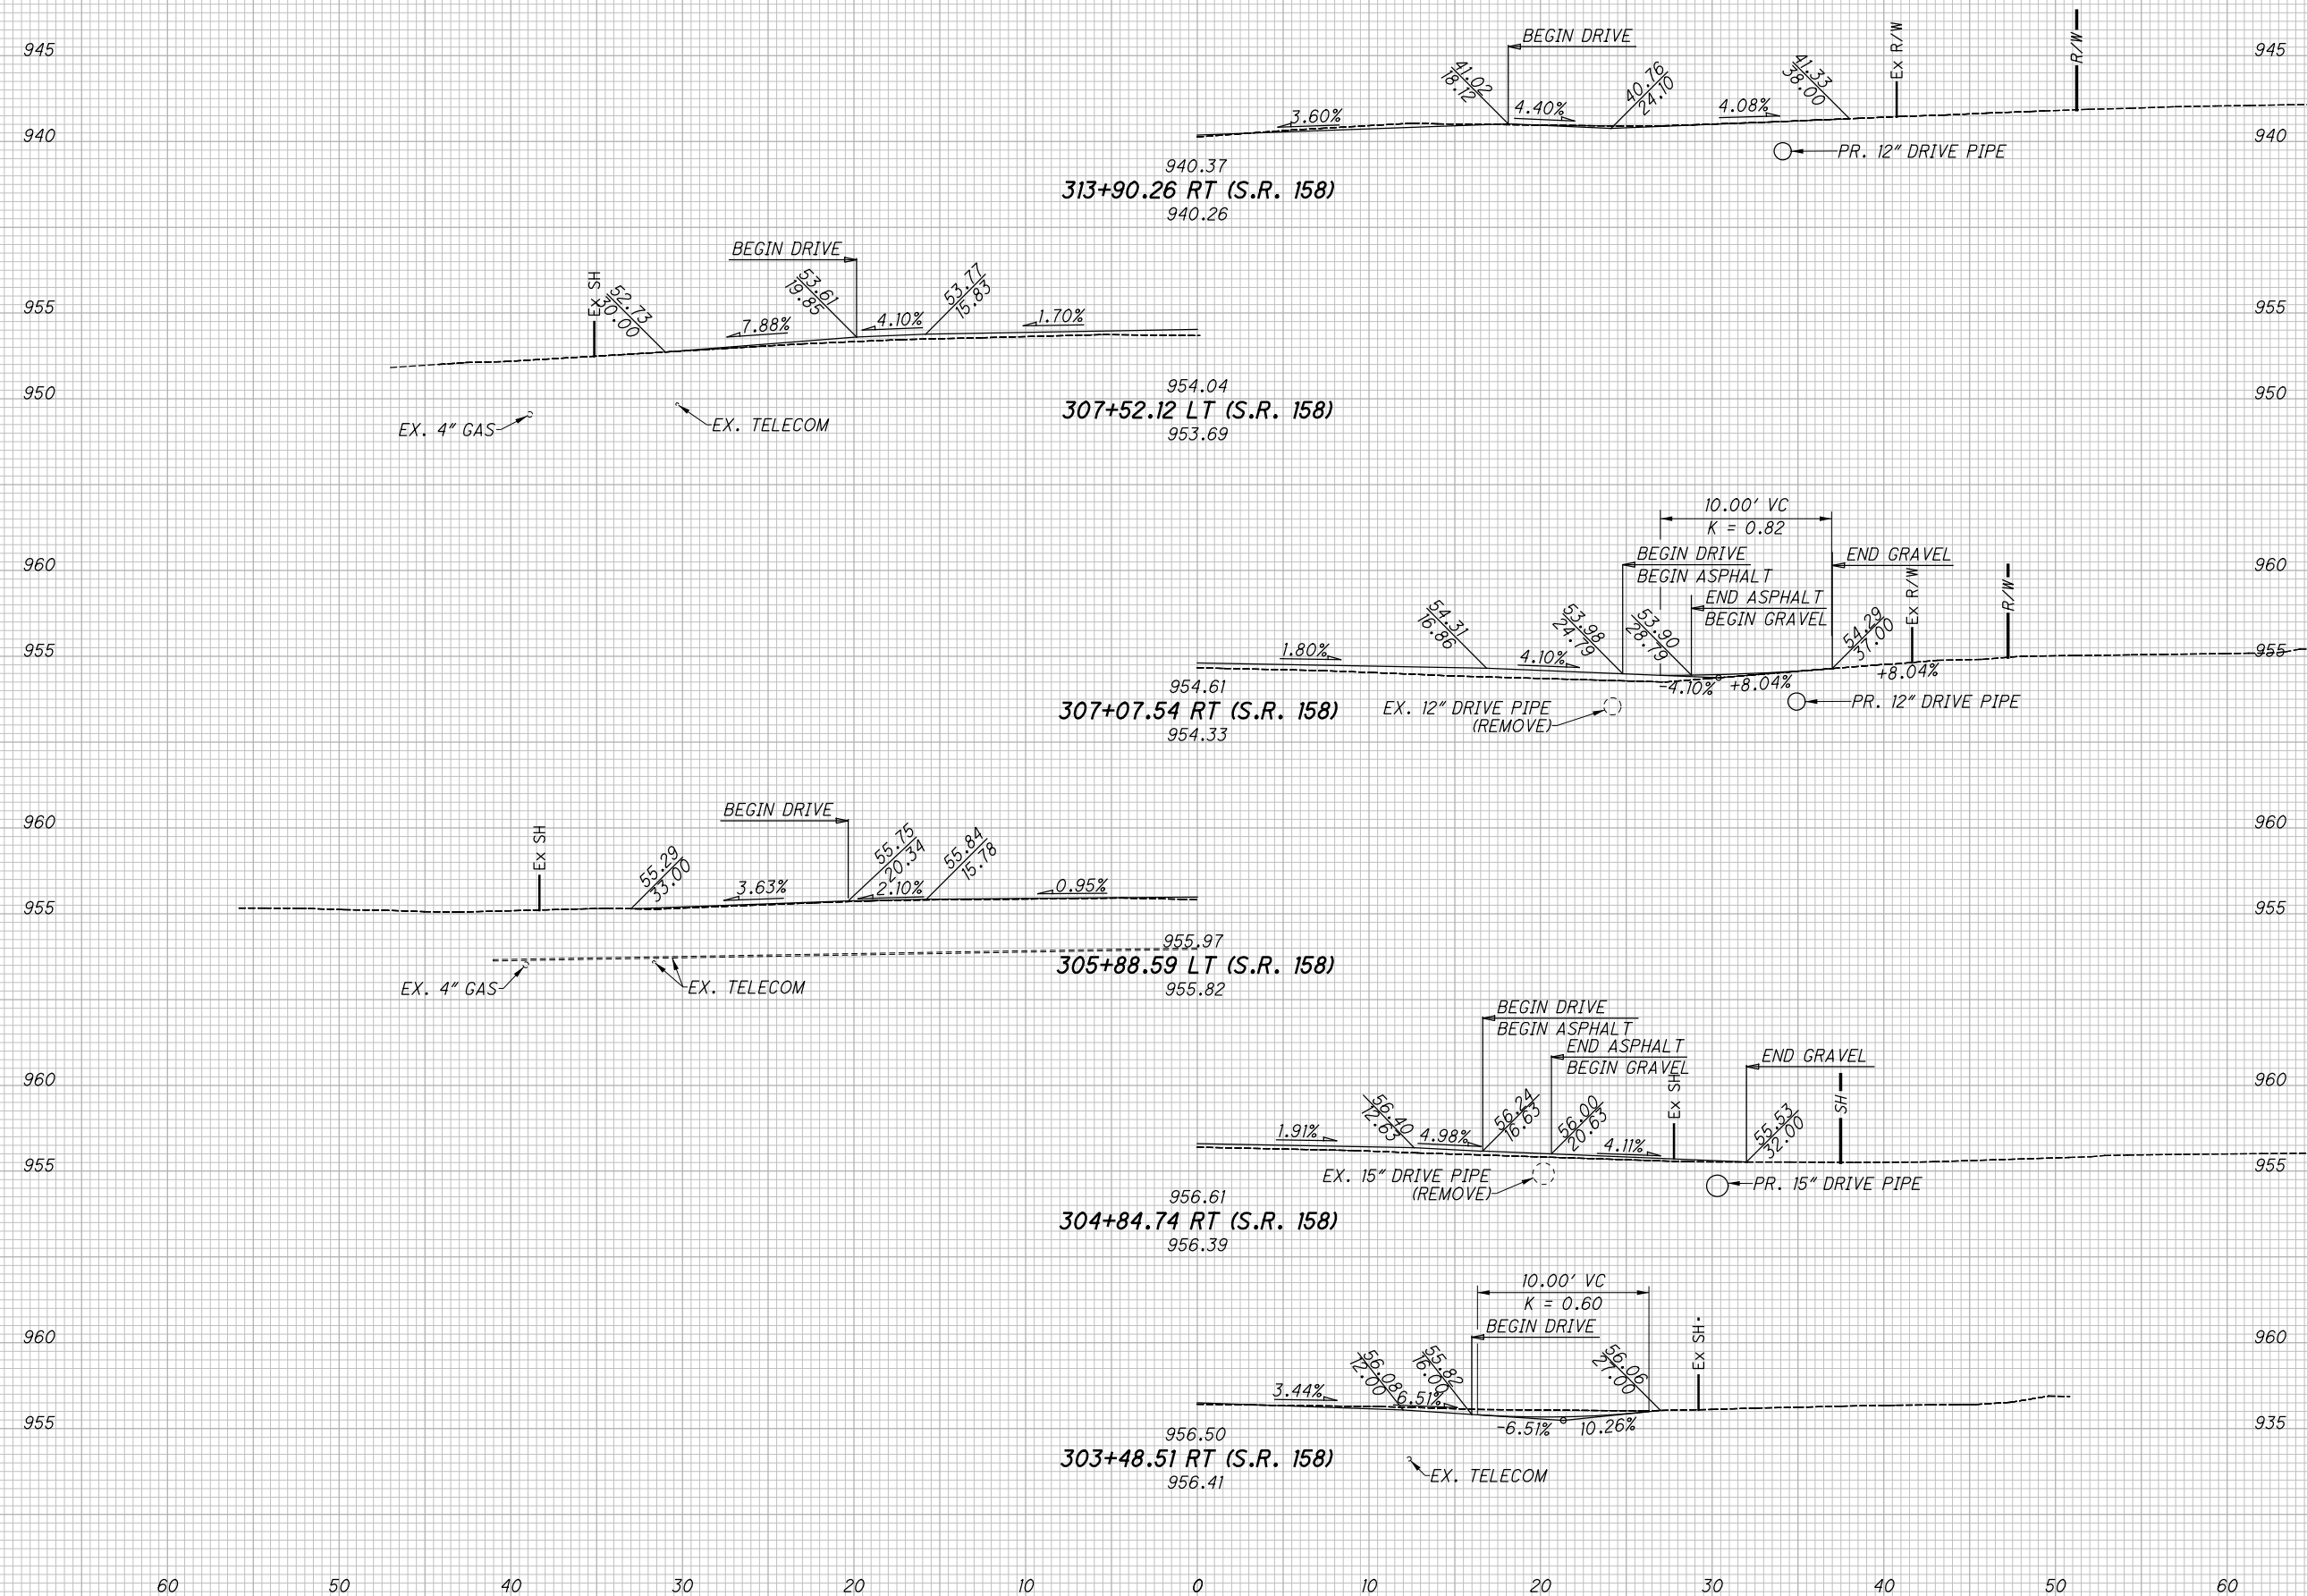 945
BEGIN DRIVE
Ex R/W
R/W
945
41.02
18.12
40.76
24.10
41.33
38.00
3.60%
4.40%
4.08%
940
940
940.37
PR. 12" DRIVE PIPE
313+90.26 RT (S.R. 158)
940.26
BEGIN DRIVE
955
Ex SH
52.73
30.00
53.61
19.85
53.77
15.83
955
7.88%
4.10%
1.70%
950
954.04
950
307+52.12 LT (S.R. 158)
EX. 4" GAS
EX. TELECOM
953.69
10.00' VC
K = 0.82
960
BEGIN DRIVE
END GRAVEL
960
BEGIN ASPHALT
END ASPHALT
BEGIN GRAVEL
Ex R/W
R/W
54.31
16.86
53.98
24.79
53.90
28.79
54.29
37.00
955
1.80%
4.10%
955
954.61
-4.10%
+8.04%
+8.04%
307+07.54 RT (S.R. 158)
EX. 12" DRIVE PIPE
(REMOVE)
PR. 12" DRIVE PIPE
954.33
960
BEGIN DRIVE
960
Ex SH
55.29
33.00
55.75
20.34
55.84
15.78
955
3.63%
2.10%
0.95%
955
955.97
305+88.59 LT (S.R. 158)
EX. 4" GAS
EX. TELECOM
955.82
BEGIN DRIVE
BEGIN ASPHALT
END ASPHALT
BEGIN GRAVEL
END GRAVEL
960
960
Ex SH
SH
56.40
12.63
56.24
16.63
56.00
20.63
55.53
32.00
1.91%
4.98%
4.11%
955
955
EX. 15" DRIVE PIPE
(REMOVE)
PR. 15" DRIVE PIPE
956.61
304+84.74 RT (S.R. 158)
956.39
10.00' VC
K = 0.60
960
BEGIN DRIVE
Ex SH
960
56.08
12.00
55.82
16.00
56.06
27.00
3.44%
6.51%
955
-6.51%
10.26%
935
956.50
303+48.51 RT (S.R. 158)
EX. TELECOM
956.41
60 50 40 30 20 10 0 10 20 30 40 50 60